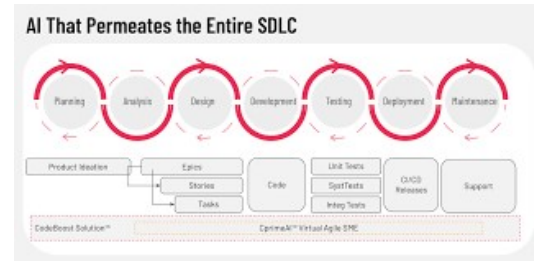 AI That Permeates the Entire SDLC
Planning
Analysis
Design
Development
Testing
Deployment
Maintenance
Product Ideation
Epics
Stories
Tasks
Code
Unit Tests
SystTests
Integ Tests
CI/CD
Releases
Support
CodeBoost Solution™
CprimeAI™ Virtual Agile SME